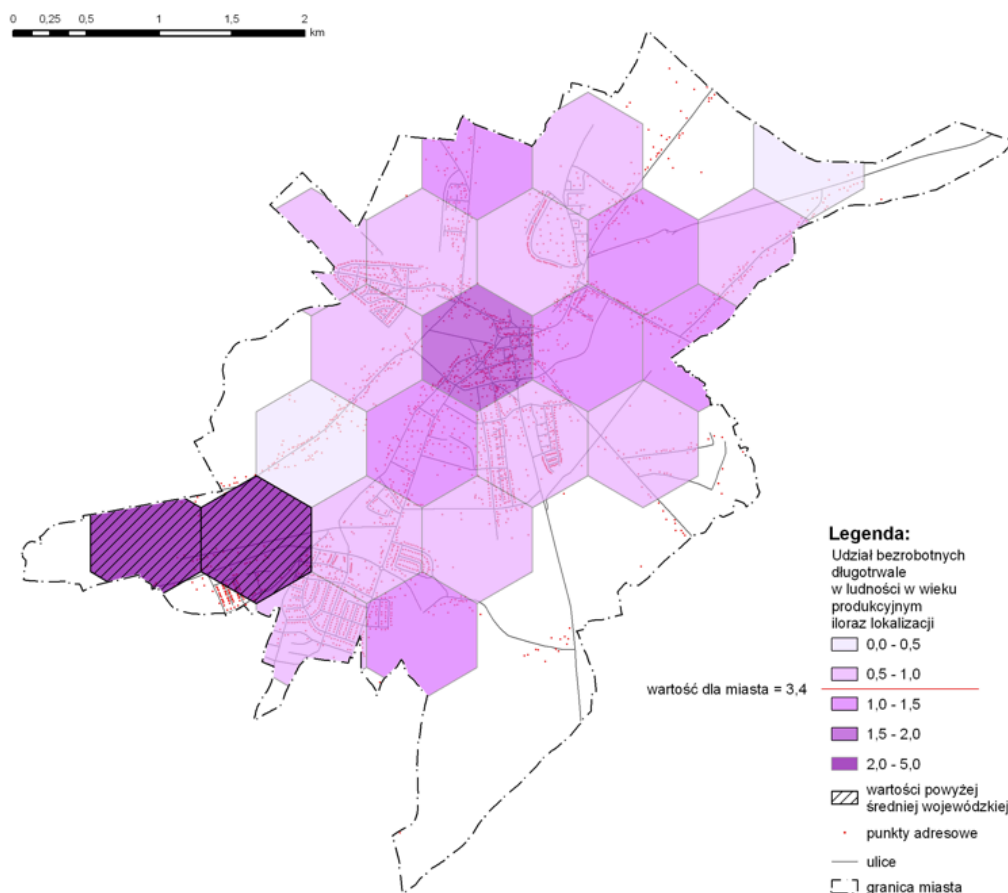 0 0,25 0,5 1 1,5 2
km
Legenda:
Udział bezrobotnych
długotrwale
w ludności w wieku
produkcyjnym
iloraz lokalizacji
0,0 - 0,5
0,5 - 1,0
wartość dla miasta = 3,4
1,0 - 1,5
1,5 - 2,0
2,0 - 5,0
wartości powyżej
średniej wojewódzkiej
punkty adresowe
ulice
granica miasta